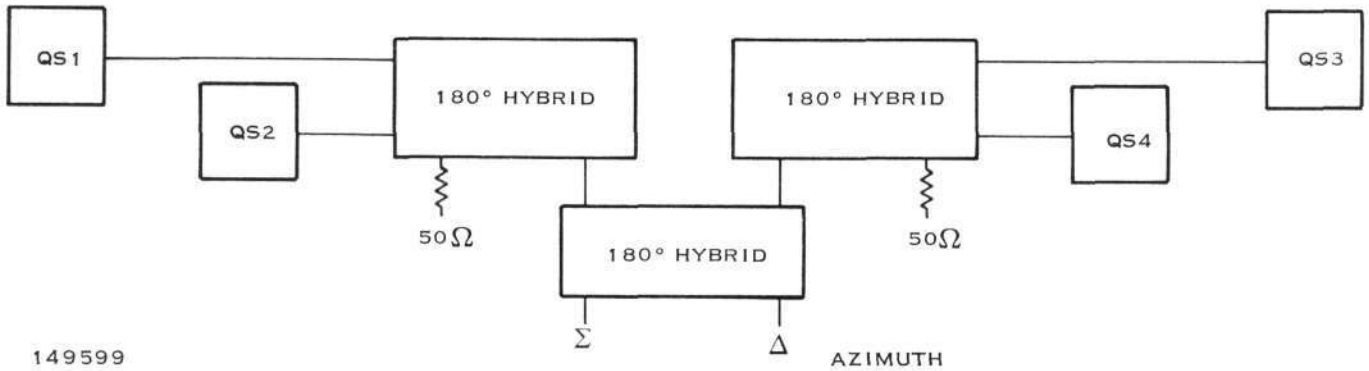 QS1
180° HYBRID
180° HYBRID
QS3
QS2
QS4
50Ω
50Ω
180° HYBRID
Σ
Δ
149599
AZIMUTH